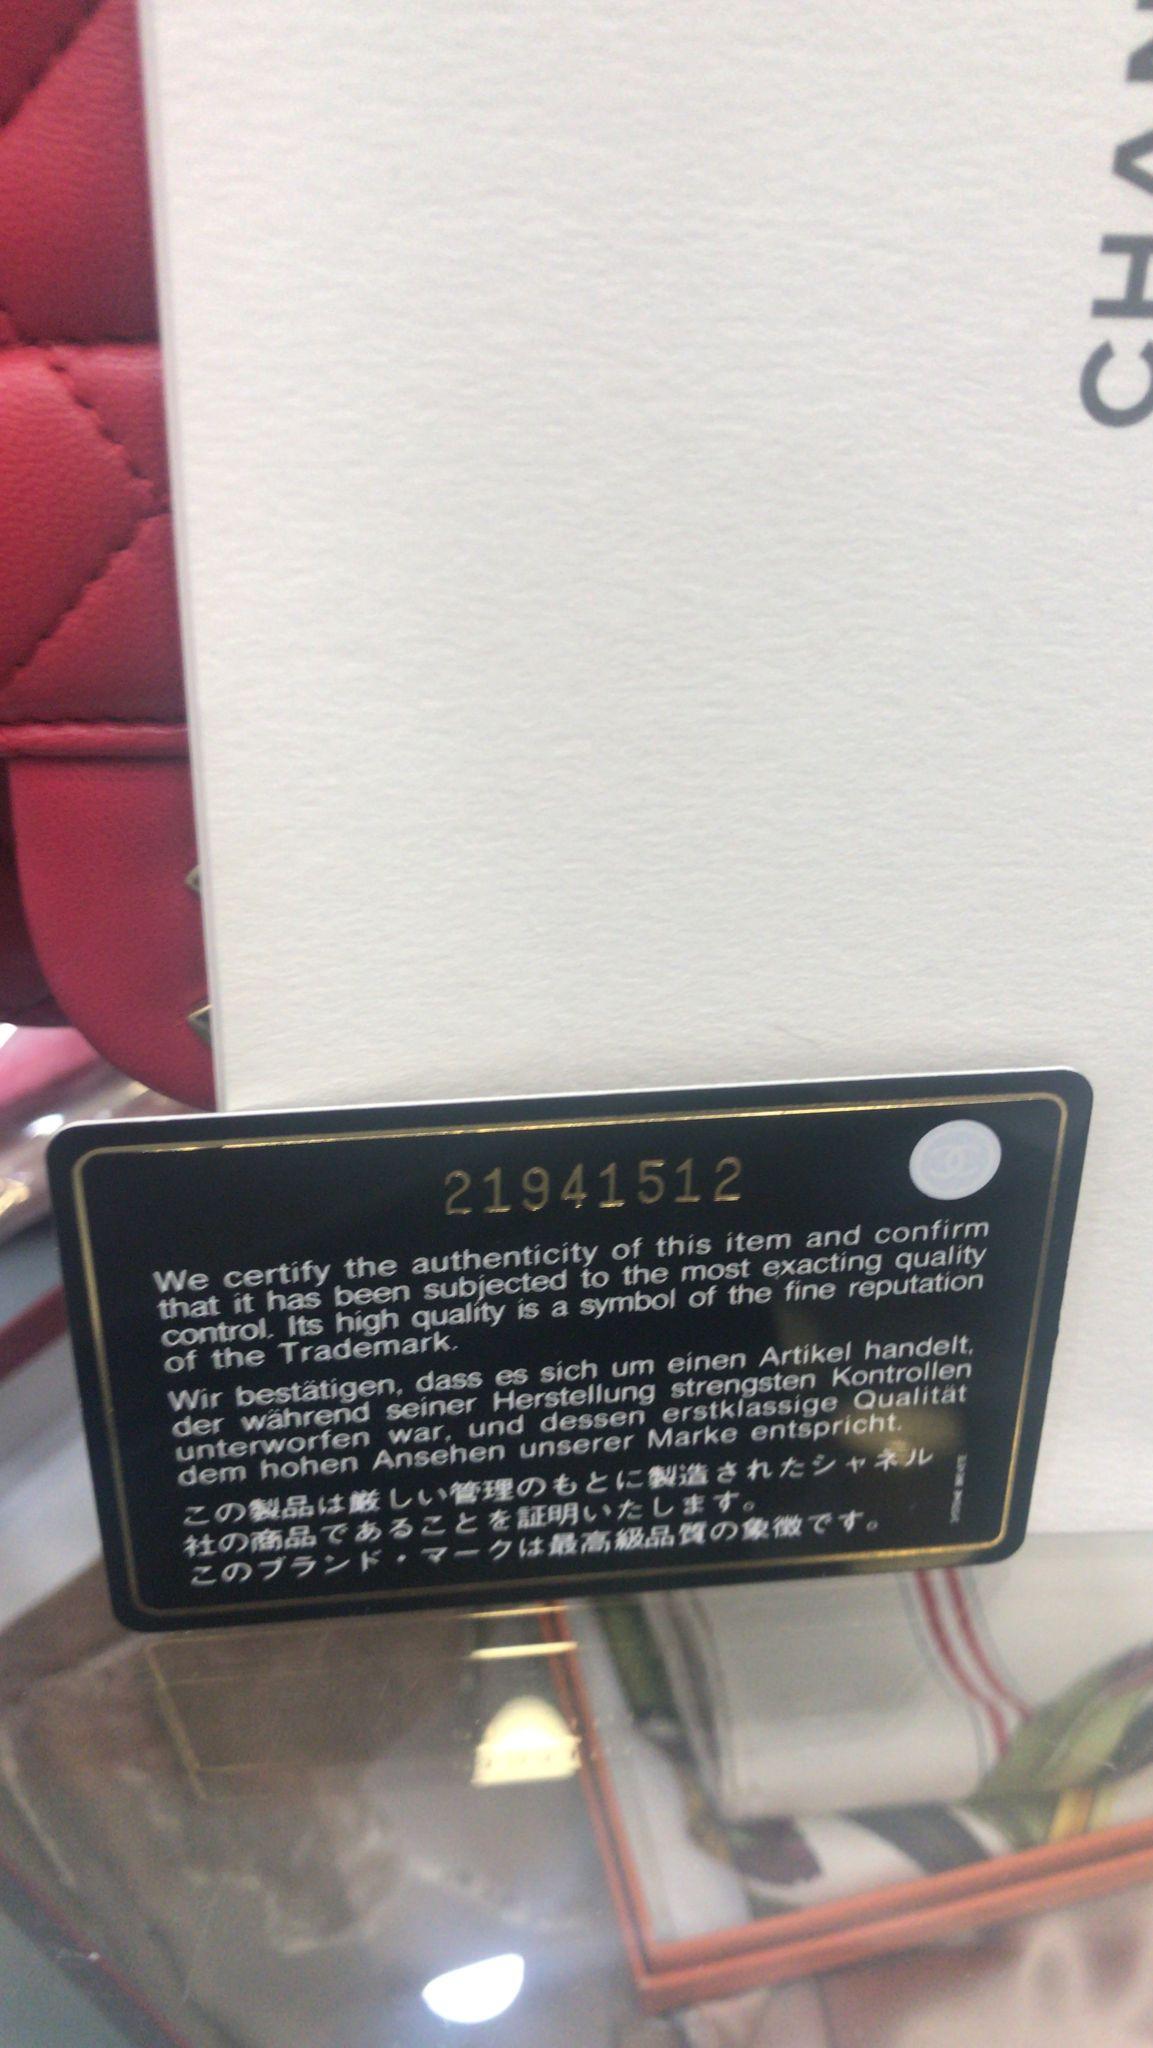 CHAN
21941512
We certify the authenticity of this item and confirm
that it has been subjected to the most exacting quality
control. Its high quality is a symbol of the fine reputation
of the Trademark.
Wir bestätigen, dass es sich um einen Artikel handelt,
der während seiner Herstellung strengsten Kontrollen
unterworfen war, und dessen erstklassige Qualität
dem hohen Ansehen unserer Marke entspricht.
この製品は厳しい管理のもとに製造されたシャネル
社の商品であることを証明いたします。
このブランド・マークは最高級品質の象徴です。